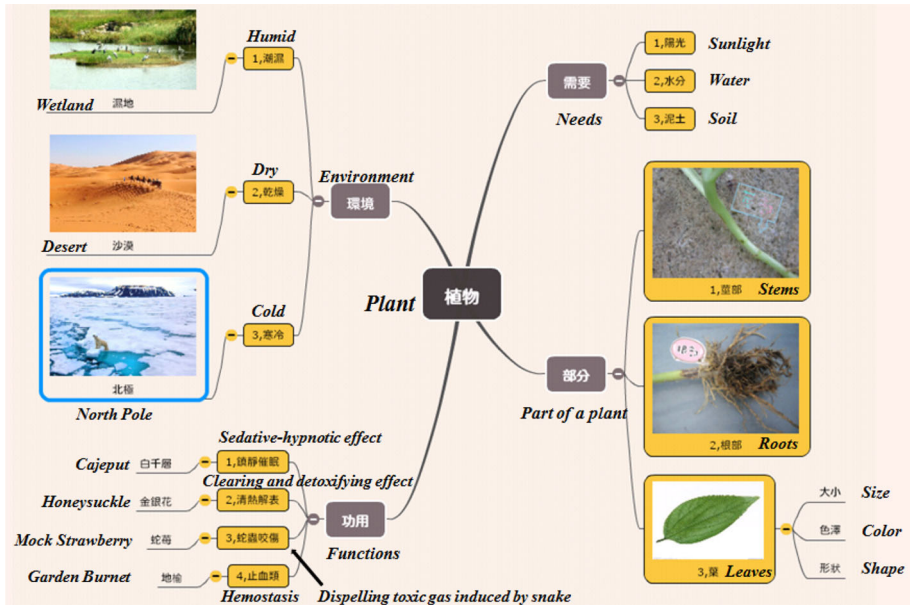 Plant
植物
Needs
需要
1,陽光
Sunlight
2,水分
Water
3,泥土
Soil
Part of a plant
部分
1,莖部
Stems
2,根部
Roots
3,葉
Leaves
大小
Size
色澤
Color
形狀
Shape
Environment
環境
Humid
1,潮濕
Wetland
濕地
Dry
2,乾燥
Desert
沙漠
Cold
3,寒冷
北極
North Pole
Functions
功用
Sedative-hypnotic effect
1,鎮靜催眠
Cajeput
白千層
Clearing and detoxifying effect
2,清熱解表
Honeysuckle
金銀花
3,蛇蟲咬傷
Mock Strawberry
蛇莓
4,止血類
Garden Burnet
地榆
Hemostasis
Dispelling toxic gas induced by snake